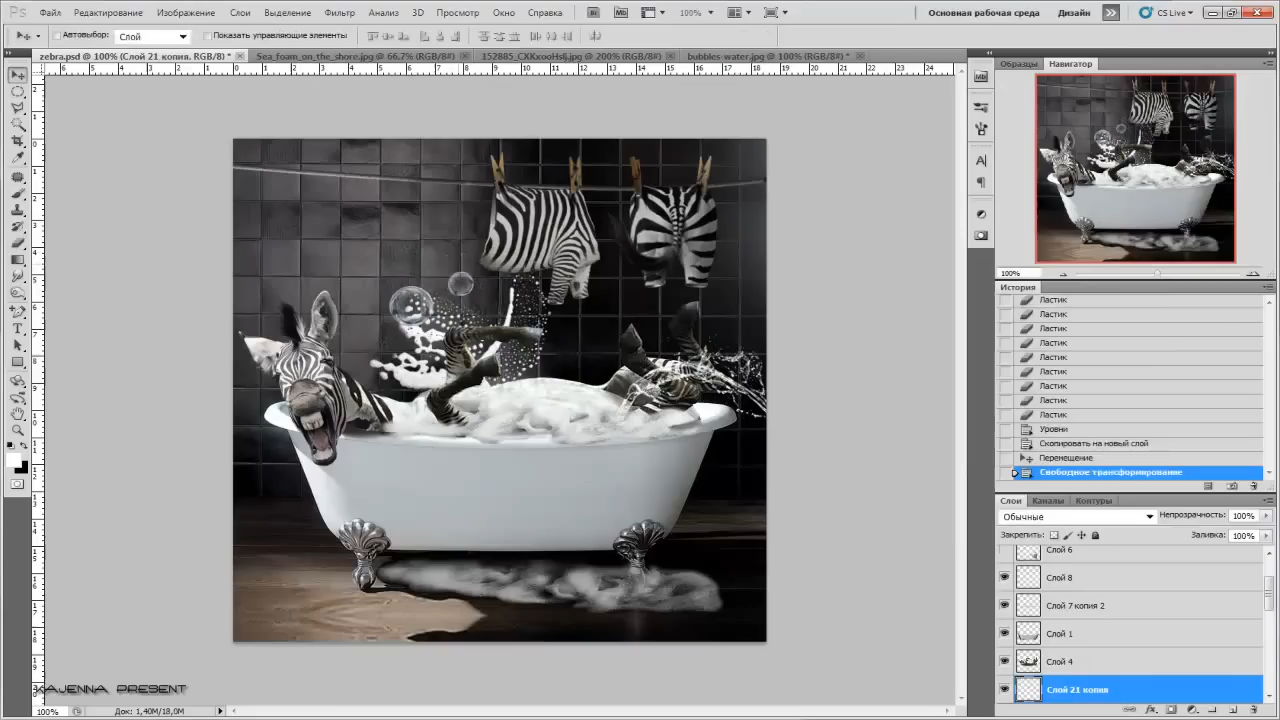 Ps Файл Редактирование Изображение Слои Выделение Фильтр Анализ 3D Просмотр Окно Справка Br Mb 100% Основная рабочая среда Дизайн CS Live
Автовыбор: Слой Показать управляющие элементы
zebra.psd @ 100% (Слой 21 копия, RGB/8) * Sea_foam_on_the_shore.jpg @ 66,7% (RGB/8#) bubbles-water.jpg @ 100% (RGB/8#) *
Образцы Навигатор
100%
История
Ластик
Ластик
Ластик
Ластик
Ластик
Ластик
Ластик
Ластик
Ластик
Уровни
Скопировать на новый слой
Перемещение
Свободное трансформирование
Слои Каналы Контуры
Обычные Непрозрачность: 100%
Закрепить: Заливка: 100%
Слой 6
Слой 8
Слой 7 копия 2
Слой 1
Слой 4
Слой 21 копия
KAJENNA PRESENT
100% Док: 1,40M/18,0M